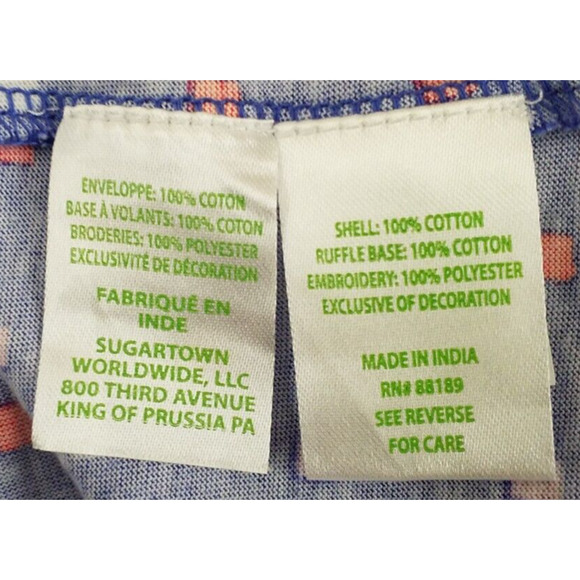 ENVELOPPE: 100% COTON
BASE À VOLANTS: 100% COTON
BRODERIES: 100% POLYESTER
EXCLUSIVITÉ DE DÉCORATION
FABRIQUÉ EN
INDE
SUGARTOWN
WORLDWIDE, LLC
800 THIRD AVENUE
KING OF PRUSSIA PA
SHELL: 100% COTTON
RUFFLE BASE: 100% COTTON
EMBROIDERY: 100% POLYESTER
EXCLUSIVE OF DECORATION
MADE IN INDIA
RN# 88189
SEE REVERSE
FOR CARE